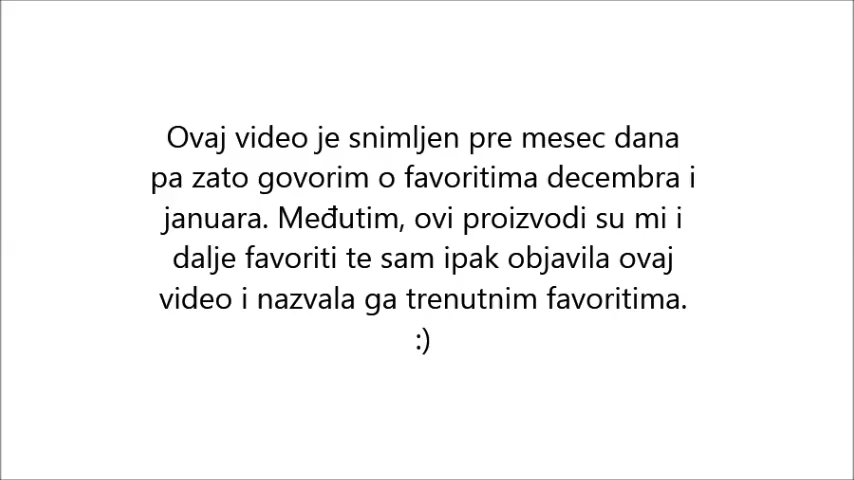 Ovaj video je snimljen pre mesec dana
pa zato govorim o favoritima decembra i
januara. Međutim, ovi proizvodi su mi i
dalje favoriti te sam ipak objavila ovaj
video i nazvala ga trenutnim favoritima.
:)